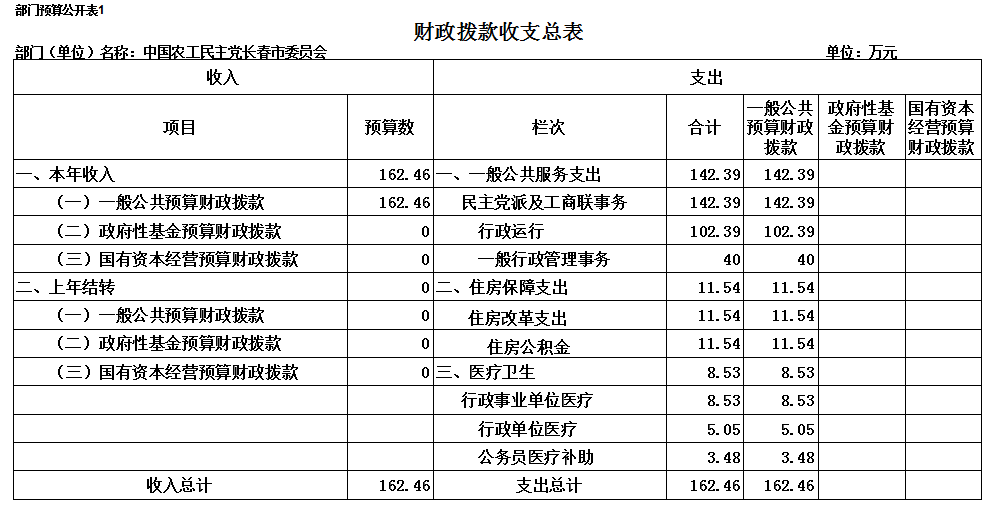 部门预算公开表1
财政拨款收支总表
部门（单位）名称：中国农工民主党长春市委员会 单位：万元
收入 支出
项目 预算数 栏次 合计 一般公共预算财政拨款 政府性基金预算财政拨款 国有资本经营预算财政拨款
一、本年收入 162.46 一、一般公共服务支出 142.39 142.39
（一）一般公共预算财政拨款 162.46 民主党派及工商联事务 142.39 142.39
（二）政府性基金预算财政拨款 0 行政运行 102.39 102.39
（三）国有资本经营预算财政拨款 0 一般行政管理事务 40 40
二、上年结转 0 二、住房保障支出 11.54 11.54
（一）一般公共预算财政拨款 0 住房改革支出 11.54 11.54
（二）政府性基金预算财政拨款 0 住房公积金 11.54 11.54
（三）国有资本经营预算财政拨款 0 三、医疗卫生 8.53 8.53
行政事业单位医疗 8.53 8.53
行政单位医疗 5.05 5.05
公务员医疗补助 3.48 3.48
收入总计 162.46 支出总计 162.46 162.46